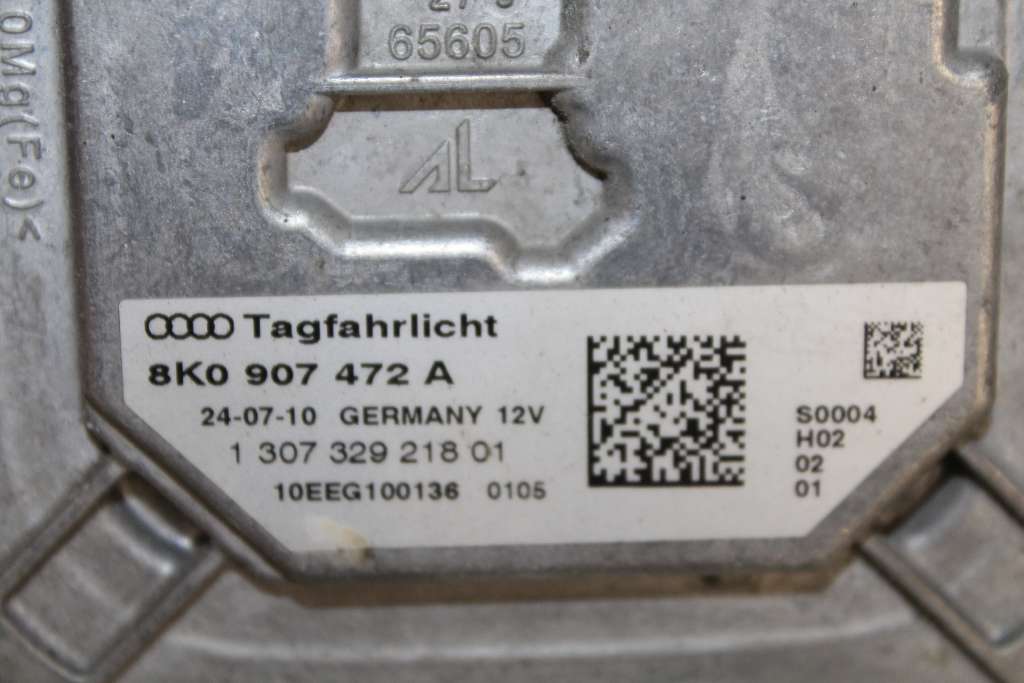 65605
0Mg(Fe)<
AL
Tagfahrlicht
8K0 907 472 A
24-07-10 GERMANY 12V
1 307 329 218 01
10EEG100136 0105
S0004
H02
02
01